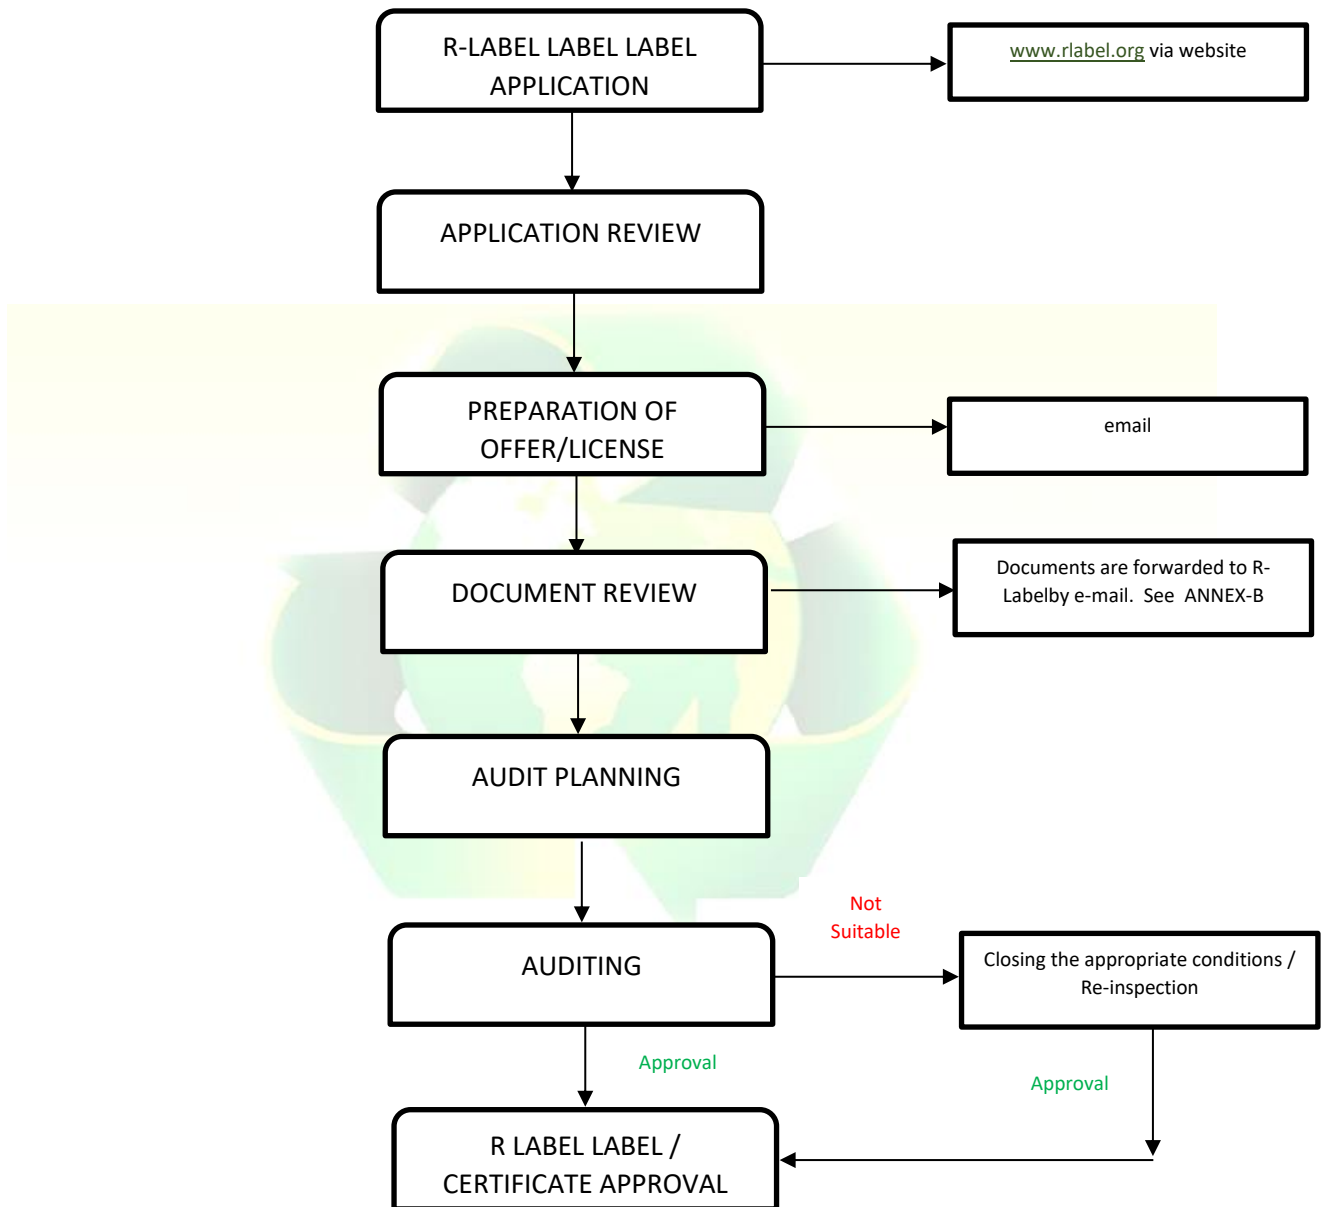 R-LABEL LABEL LABEL
APPLICATION
www.rlabel.org via website
APPLICATION REVIEW
PREPARATION OF
OFFER/LICENSE
email
DOCUMENT REVIEW
Documents are forwarded to R-
Labelby e-mail.  See  ANNEX-B
AUDIT PLANNING
AUDITING
Not
Suitable
Closing the appropriate conditions /
Re-inspection
Approval
Approval
R LABEL LABEL /
CERTIFICATE APPROVAL